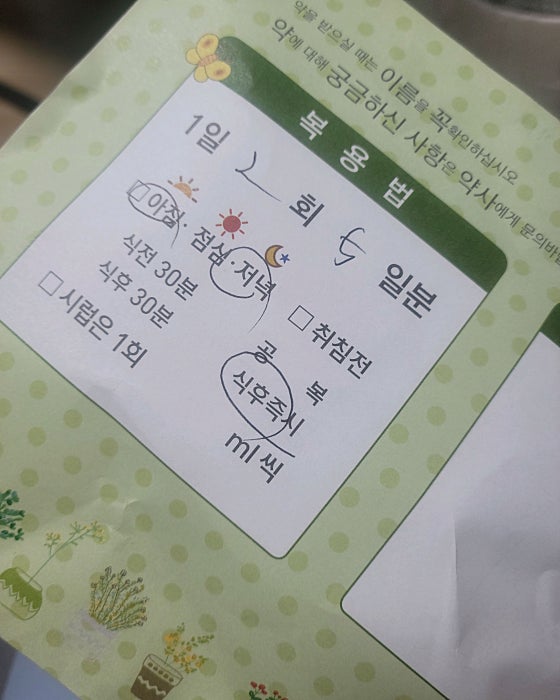 약을 받으실 때는 이름을 꼭 확인하십시오
약에 대해 궁금하신 사항은 약사에게 문의바랍
복 용 법
1일 2 회 5 일분
□ 아침 · 점심 · 저녁 □ 취침전
식전 30분 공 복
식후 30분 식후즉시
□ 시럽은 1회 ml 씩